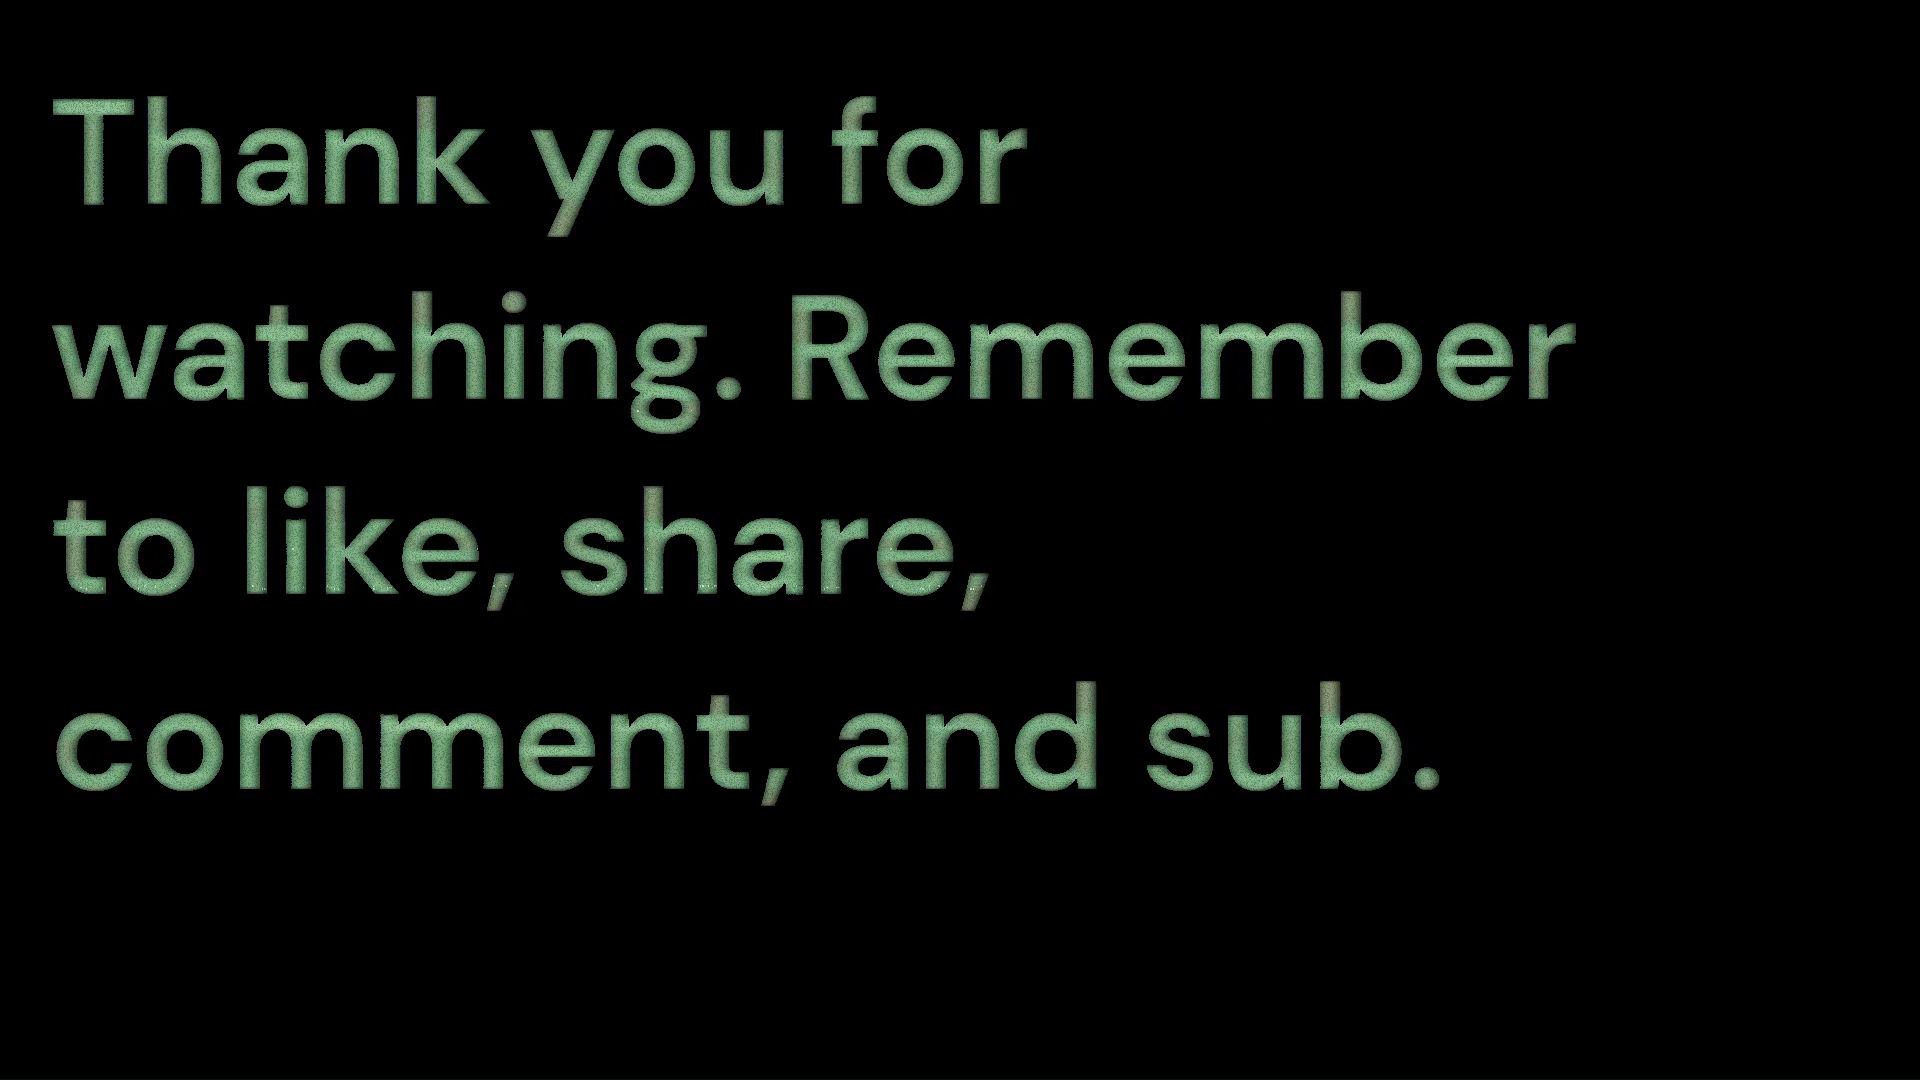 Thank you for
watching. Remember
to like, share,
comment, and sub.